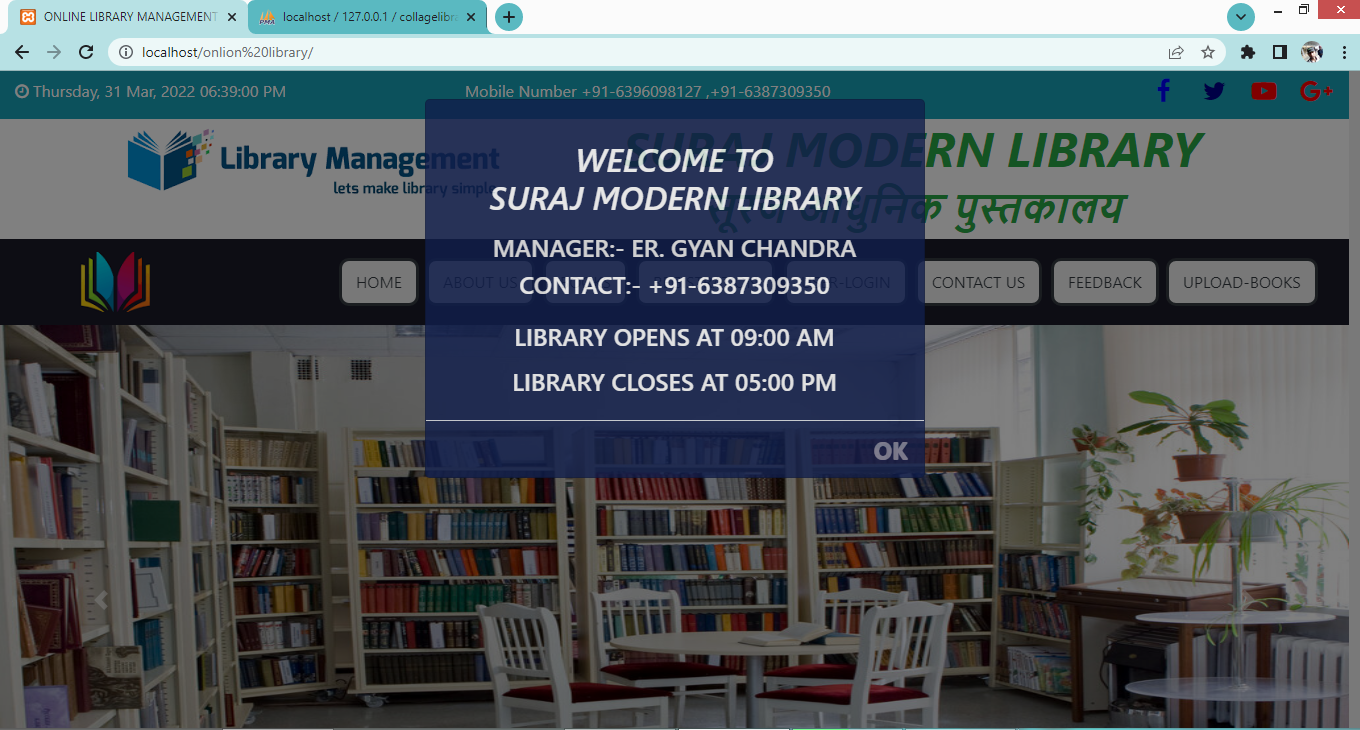 ONLINE LIBRARY MANAGEMENT
localhost / 127.0.0.1 / collagelibra
localhost/onlion%20library/
Thursday, 31 Mar, 2022 06:39:00 PM
Mobile Number +91-6396098127 ,+91-6387309350
Library Management
lets make library simple
SURAJ MODERN LIBRARY
सूरज आधुनिक पुस्तकालय
WELCOME TO
SURAJ MODERN LIBRARY
MANAGER:- ER. GYAN CHANDRA
CONTACT:- +91-6387309350
LIBRARY OPENS AT 09:00 AM
LIBRARY CLOSES AT 05:00 PM
OK
HOME
ABOUT US
CONTACT US
FEEDBACK
UPLOAD-BOOKS